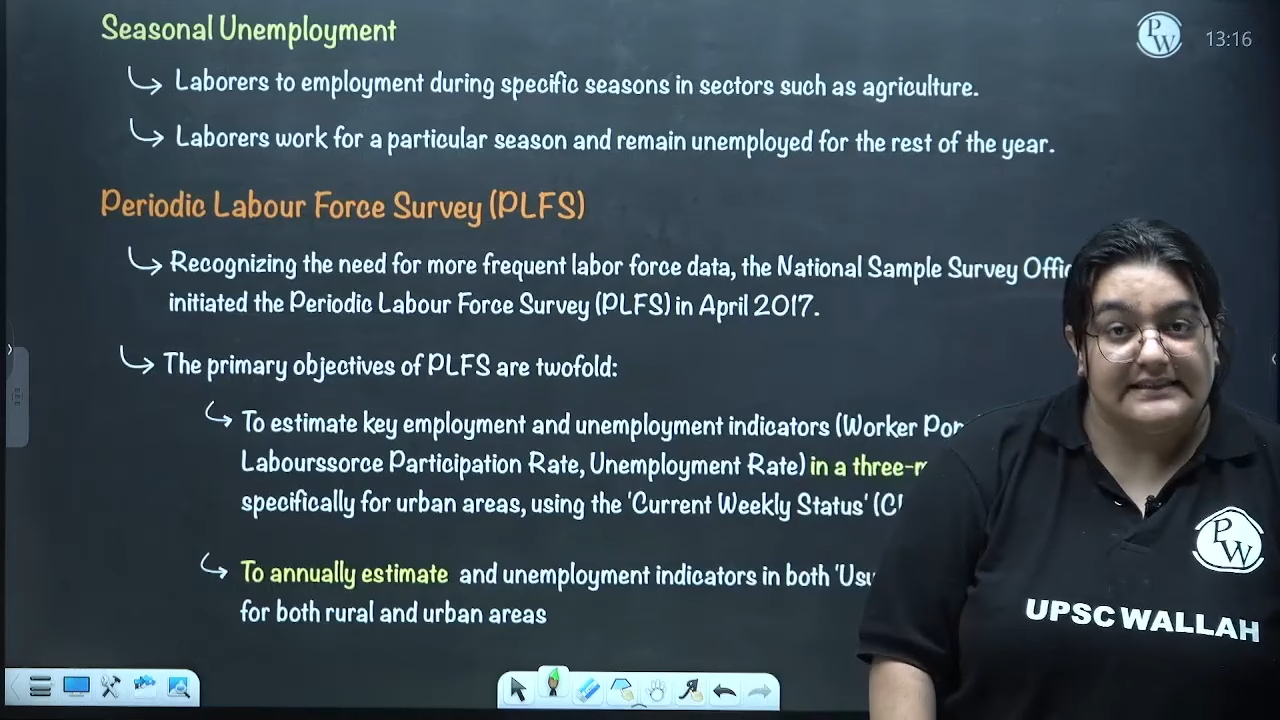 Seasonal Unemployment
PW
13:16
Laborers to employment during specific seasons in sectors such as agriculture.
Laborers work for a particular season and remain unemployed for the rest of the year.
Periodic Labour Force Survey (PLFS)
Recognizing the need for more frequent labor force data, the National Sample Survey
initiated the Periodic Labour Force Survey (PLFS) in April 2017.
The primary objectives of PLFS are twofold:
To estimate key employment and unemployment indicators (Worker
Labourssorce Participation Rate, Unemployment Rate) in a
specifically for urban areas, using the 'Current Weekly Status'
To annually estimate and unemployment indicators in both
for both rural and urban areas
PW
UPSC WALLAH